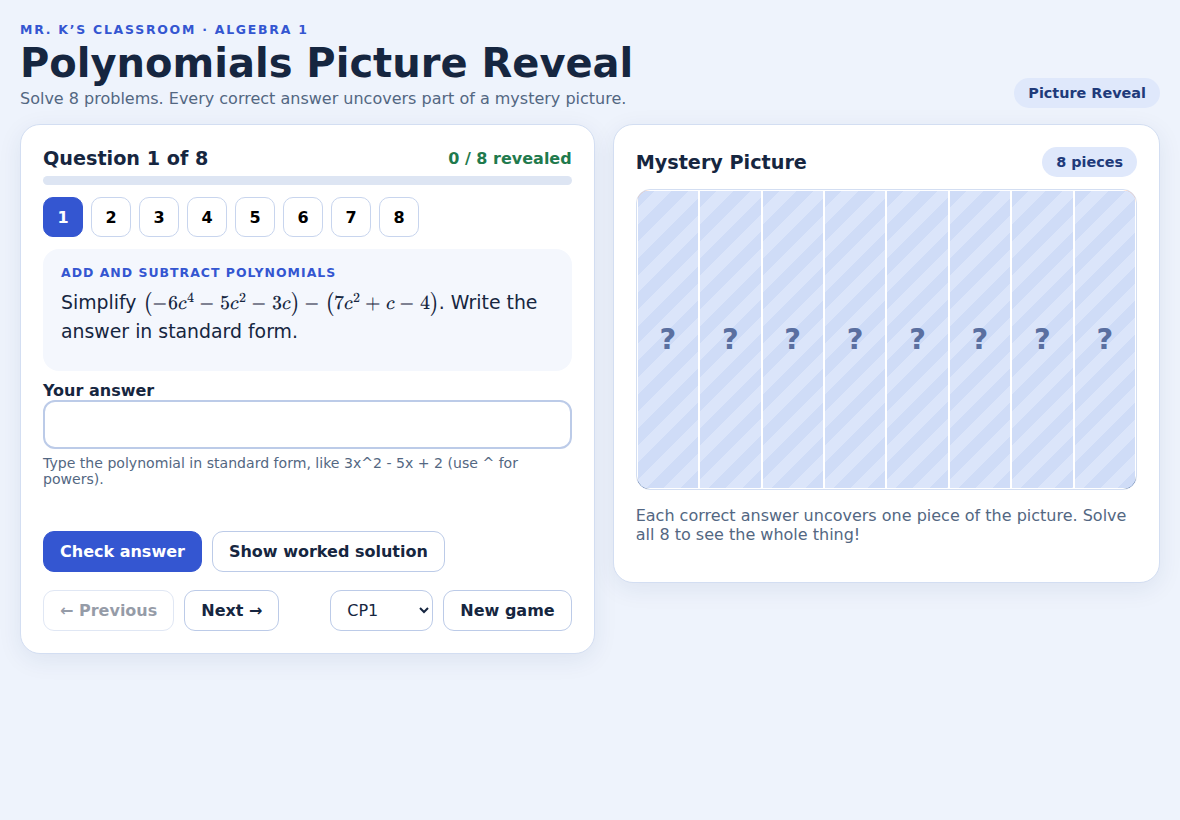 MR. K’S CLASSROOM · ALGEBRA 1
Polynomials Picture Reveal
Solve 8 problems. Every correct answer uncovers part of a mystery picture.
Picture Reveal
Question 1 of 8
0 / 8 revealed
1 2 3 4 5 6 7 8
ADD AND SUBTRACT POLYNOMIALS
Simplify (−6c⁴ − 5c² − 3c) − (7c² + c − 4). Write the
answer in standard form.
Your answer
Type the polynomial in standard form, like 3x^2 - 5x + 2 (use ^ for
powers).
Check answer
Show worked solution
← Previous
Next →
CP1
New game
Mystery Picture
8 pieces
? ? ? ? ? ? ? ?
Each correct answer uncovers one piece of the picture. Solve
all 8 to see the whole thing!